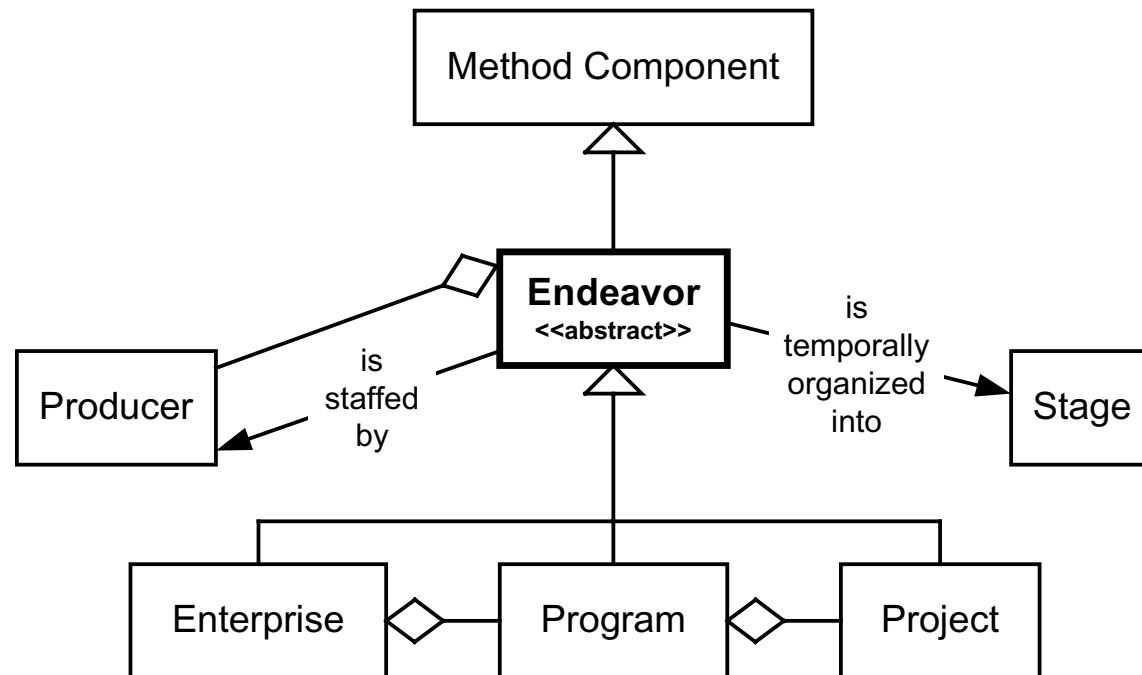 Method Component
Endeavor
<<abstract>>
is
staffed
by
is
temporally
organized
into
Producer
Stage
Enterprise
Program
Project